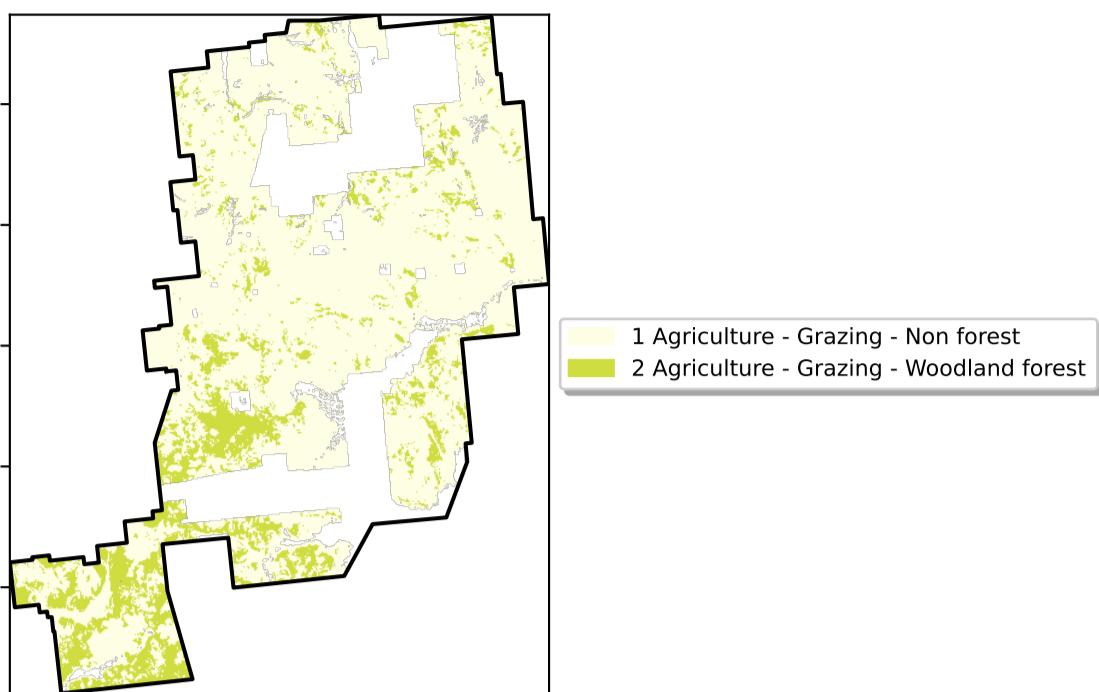 1 Agriculture - Grazing - Non forest
2 Agriculture - Grazing - Woodland forest